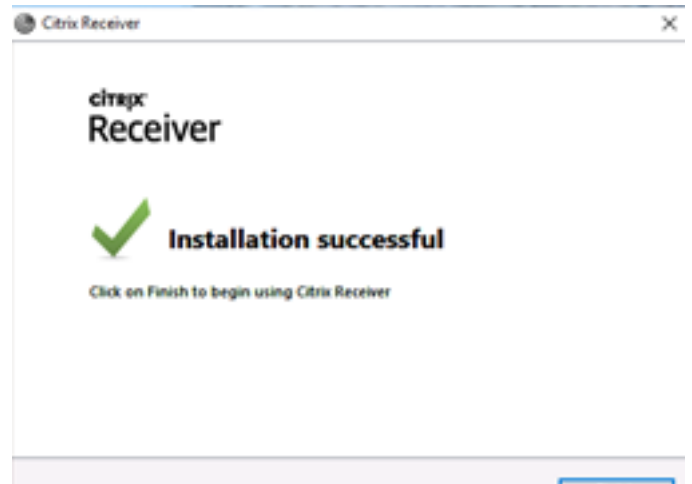 Citrix Receiver
CITRIX
Receiver
Installation successful
Click on Finish to begin using Citrix Receiver